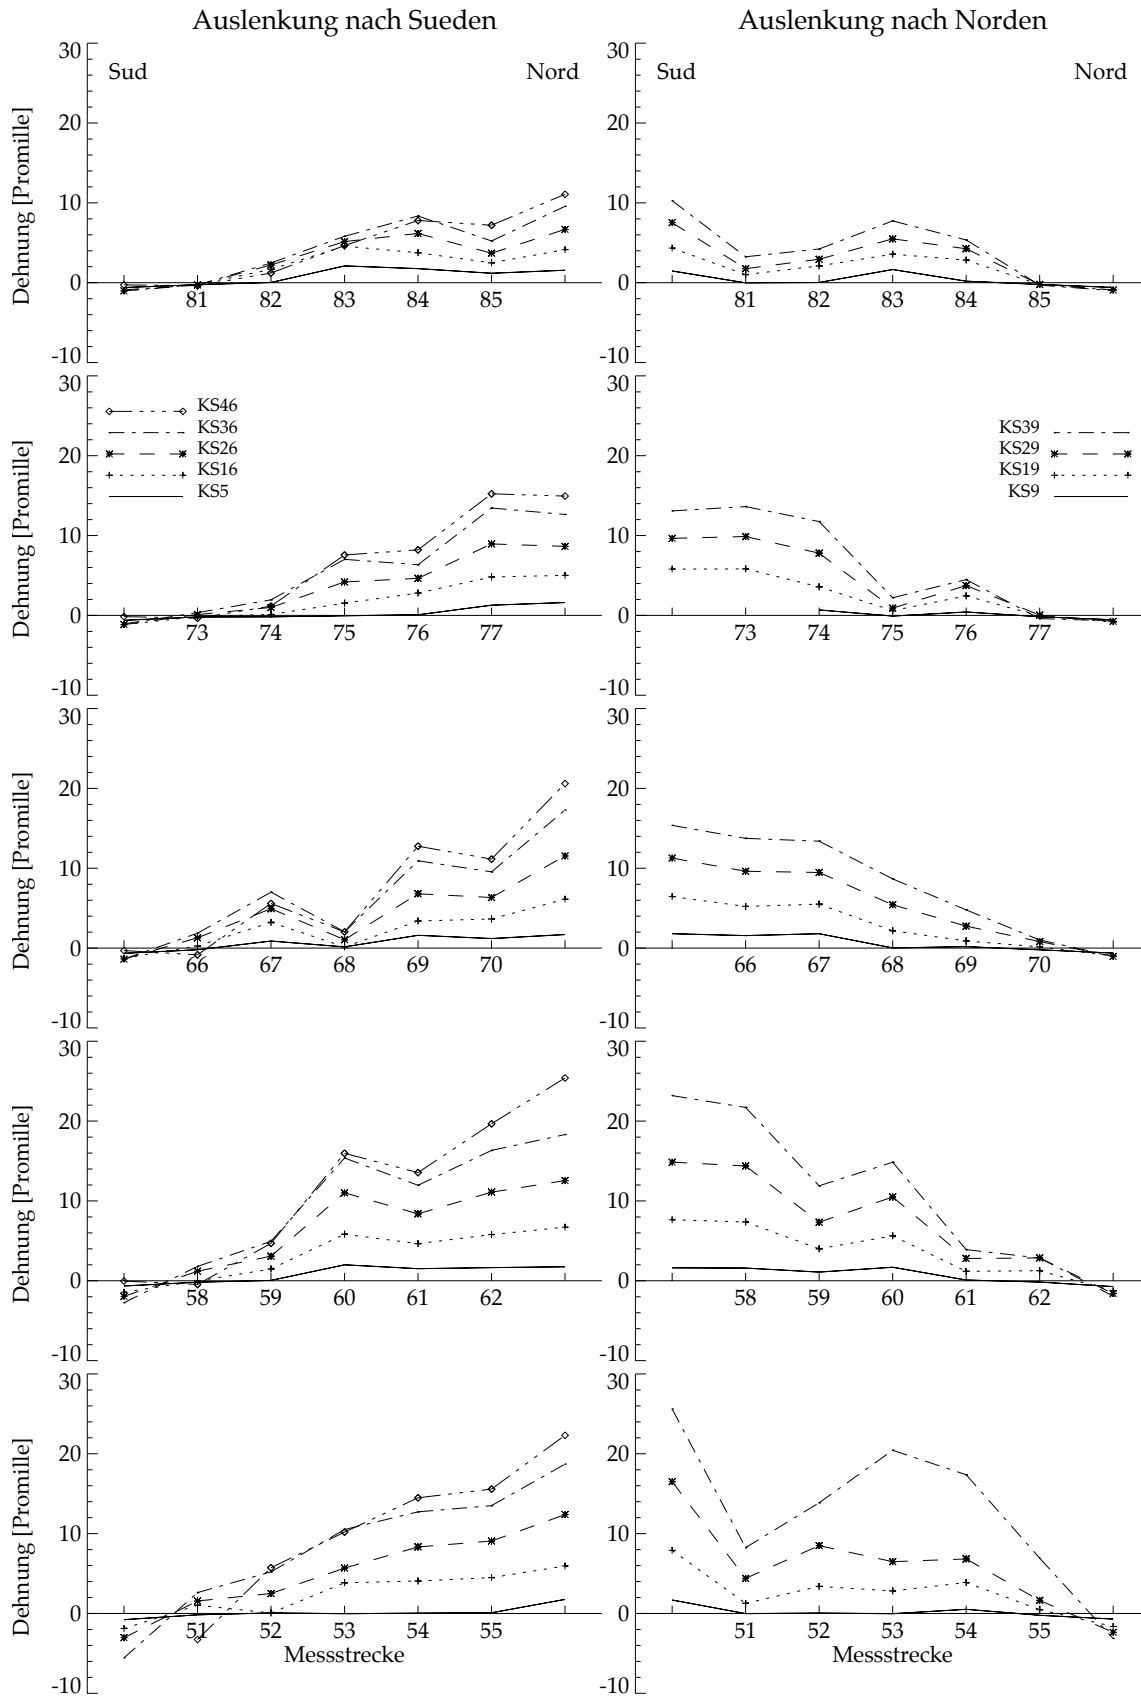 Auslenkung nach Sueden
Auslenkung nach Norden
30
Sud
Nord
20
10
0
-10
Dehnung [Promille]
81 82 83 84 85
30
Sud
Nord
20
10
0
-10
81 82 83 84 85
30
20
10
0
-10
Dehnung [Promille]
KS46
KS36
KS26
KS16
KS5
73 74 75 76 77
30
20
10
0
-10
KS39
KS29
KS19
KS9
73 74 75 76 77
30
20
10
0
-10
Dehnung [Promille]
66 67 68 69 70
30
20
10
0
-10
66 67 68 69 70
30
20
10
0
-10
Dehnung [Promille]
58 59 60 61 62
30
20
10
0
-10
58 59 60 61 62
30
20
10
0
-10
Dehnung [Promille]
51 52 53 54 55
Messstrecke
30
20
10
0
-10
51 52 53 54 55
Messstrecke